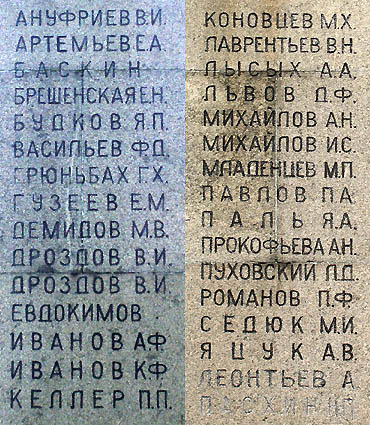 АНУФРИЕВ В.И.
АРТЕМЬЕВ Е.А.
БАСКИН
БРЕШЕНСКАЯ Е.Н.
БУДКОВ Я.П.
ВАСИЛЬЕВ Ф.Д.
ГРЮНЬБАХ Г.Х.
ГУЗЕЕВ Е.М.
ДЕМИДОВ М.В.
ДРОЗДОВ В.И.
ДРОЗДОВ В.И.
ЕВДОКИМОВ
ИВАНОВ А.Ф.
ИВАНОВ К.Ф.
КЕЛЛЕР П.П.
КОНОВЦЕВ М.Х.
ЛАВРЕНТЬЕВ В.Н.
ЛЫСЫХ А.А.
ЛЬВОВ Д.Ф.
МИХАЙЛОВ А.Н.
МИХАЙЛОВ И.С.
МЛАДЕНЦЕВ М.П.
ПАВЛОВ П.А.
ПАЛЬ Я.А.
ПРОКОФЬЕВА А.Н.
ПУХОВСКИЙ Л.Д.
РОМАНОВ П.Ф.
СЕДЮК М.И.
ЯЦУК А.В.
ЛЕОНТЬЕВ А.